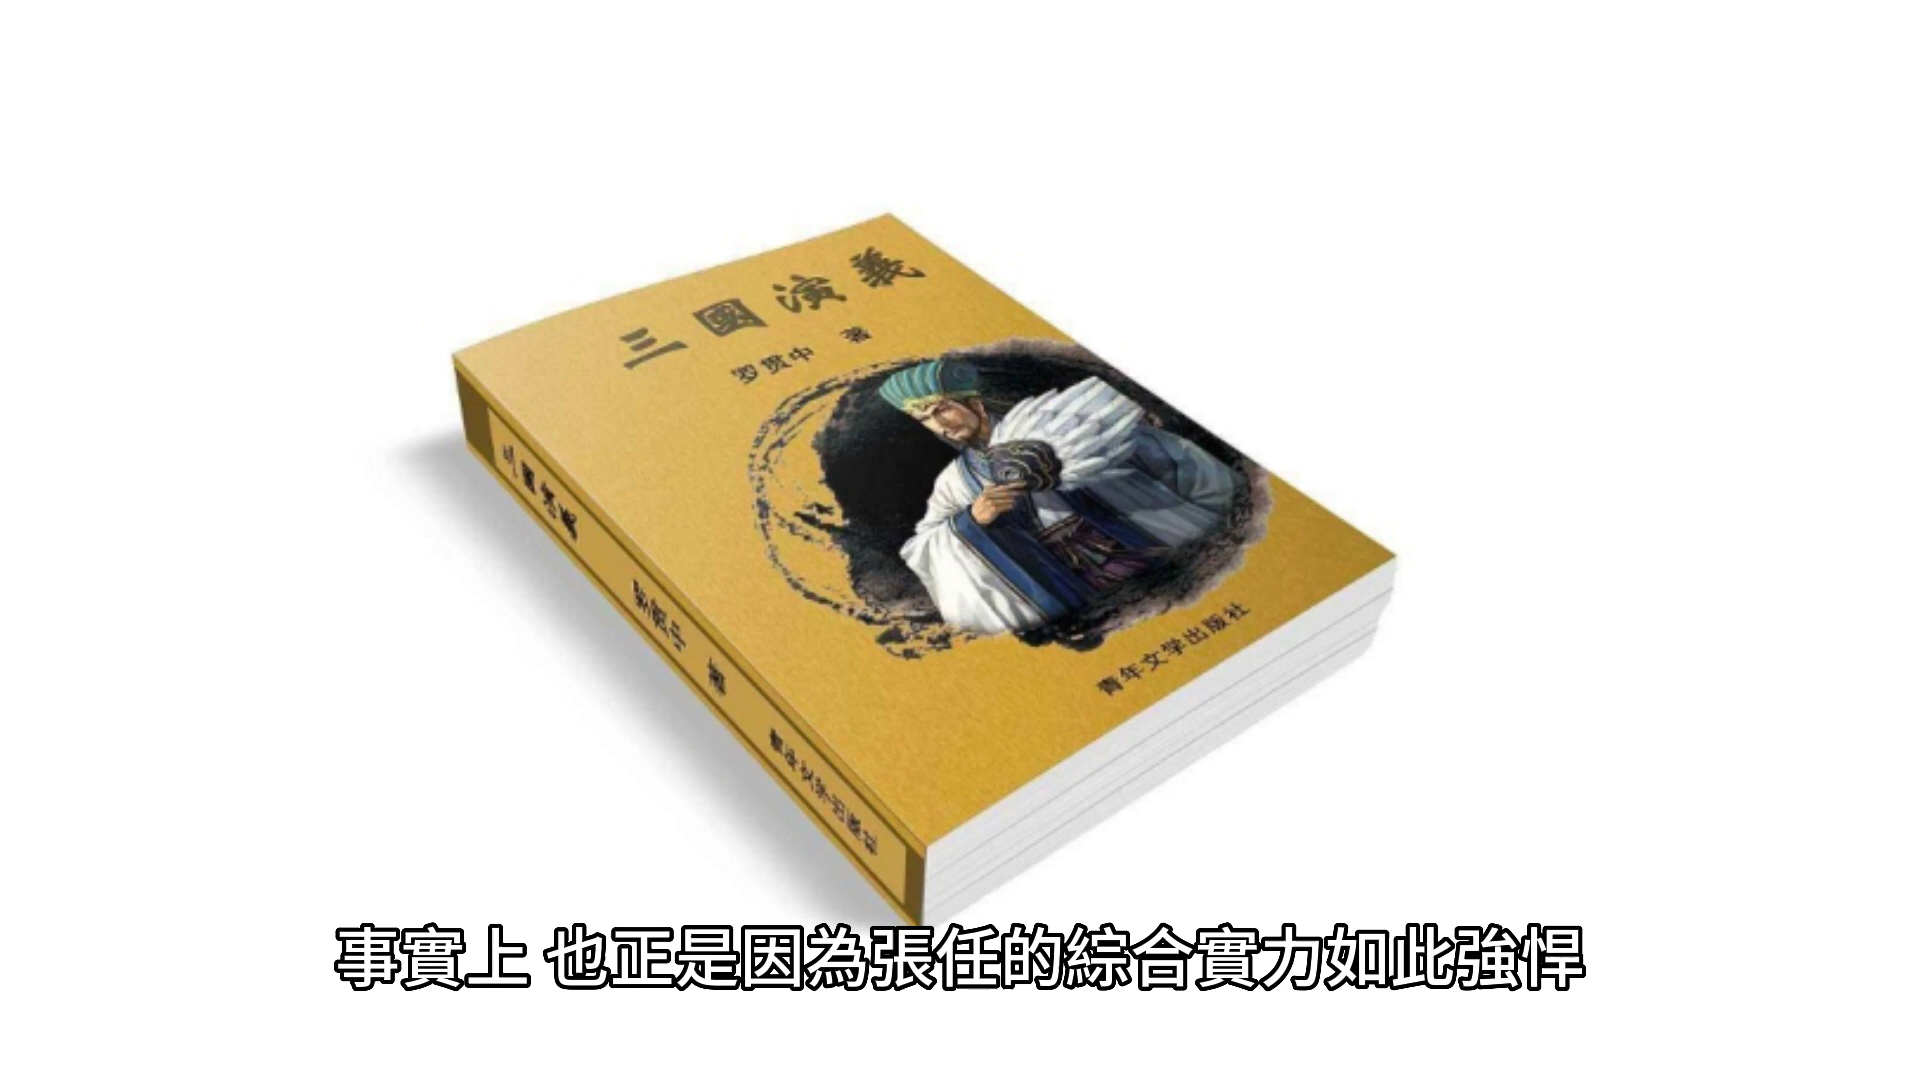 三國演義
罗贯中 著
青年文学出版社
事實上 也正是因為張任的綜合實力如此強悍